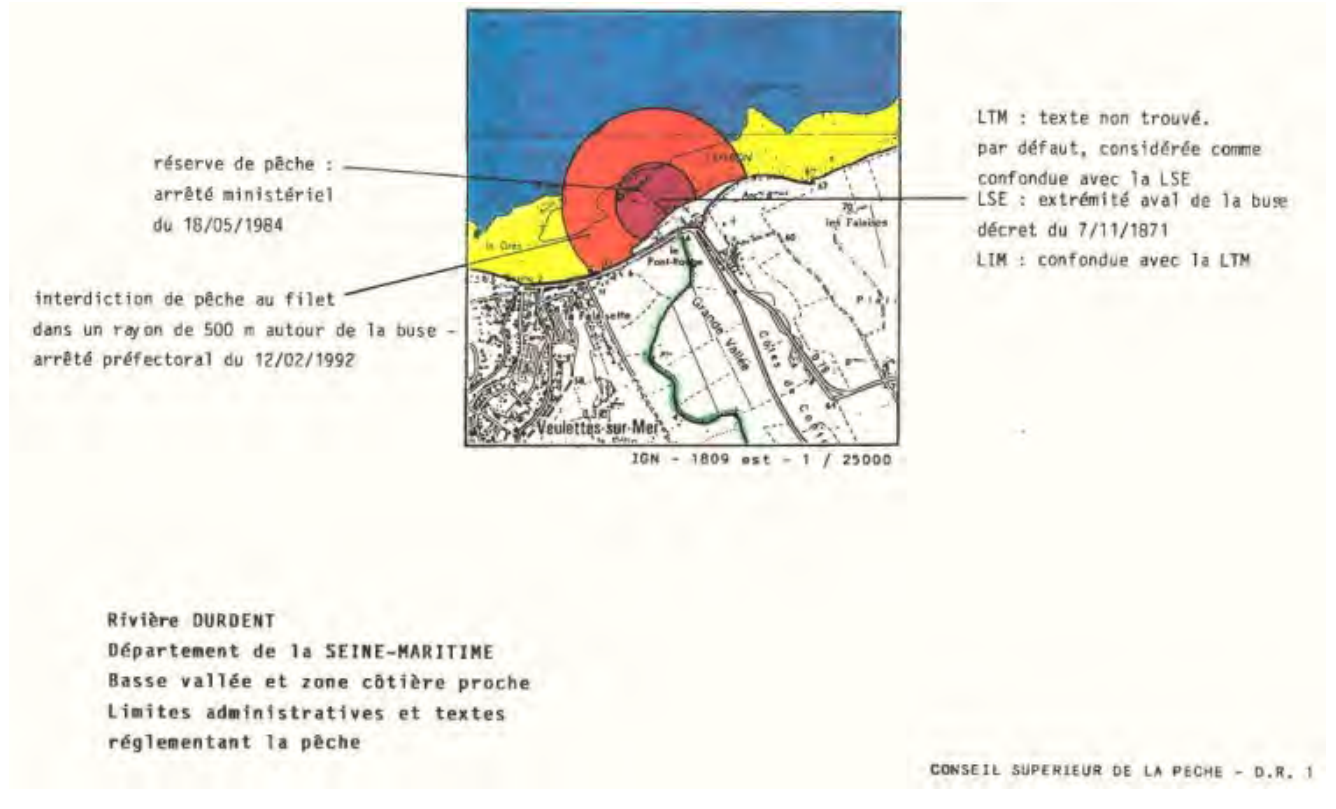 réserve de pêche :
arrêté ministériel
du 18/05/1984
interdiction de pêche au filet
dans un rayon de 500 m autour de la buse -
arrêté préfectoral du 12/02/1992
LTM : texte non trouvé.
par défaut, considérée comme
confondue avec la LSE
LSE : extrémité aval de la buse
décret du 7/11/1871
LIM : confondue avec la LTM
les Falaises
le
Pont-Rouge
Grande Vallée
Côtes de
D 79
Veulettes-sur-Mer
IGN - 1809 est - 1 / 25000
Rivière DURDENT
Département de la SEINE-MARITIME
Basse vallée et zone côtière proche
Limites administratives et textes
réglementant la pêche
CONSEIL SUPERIEUR DE LA PECHE - D.R. 1